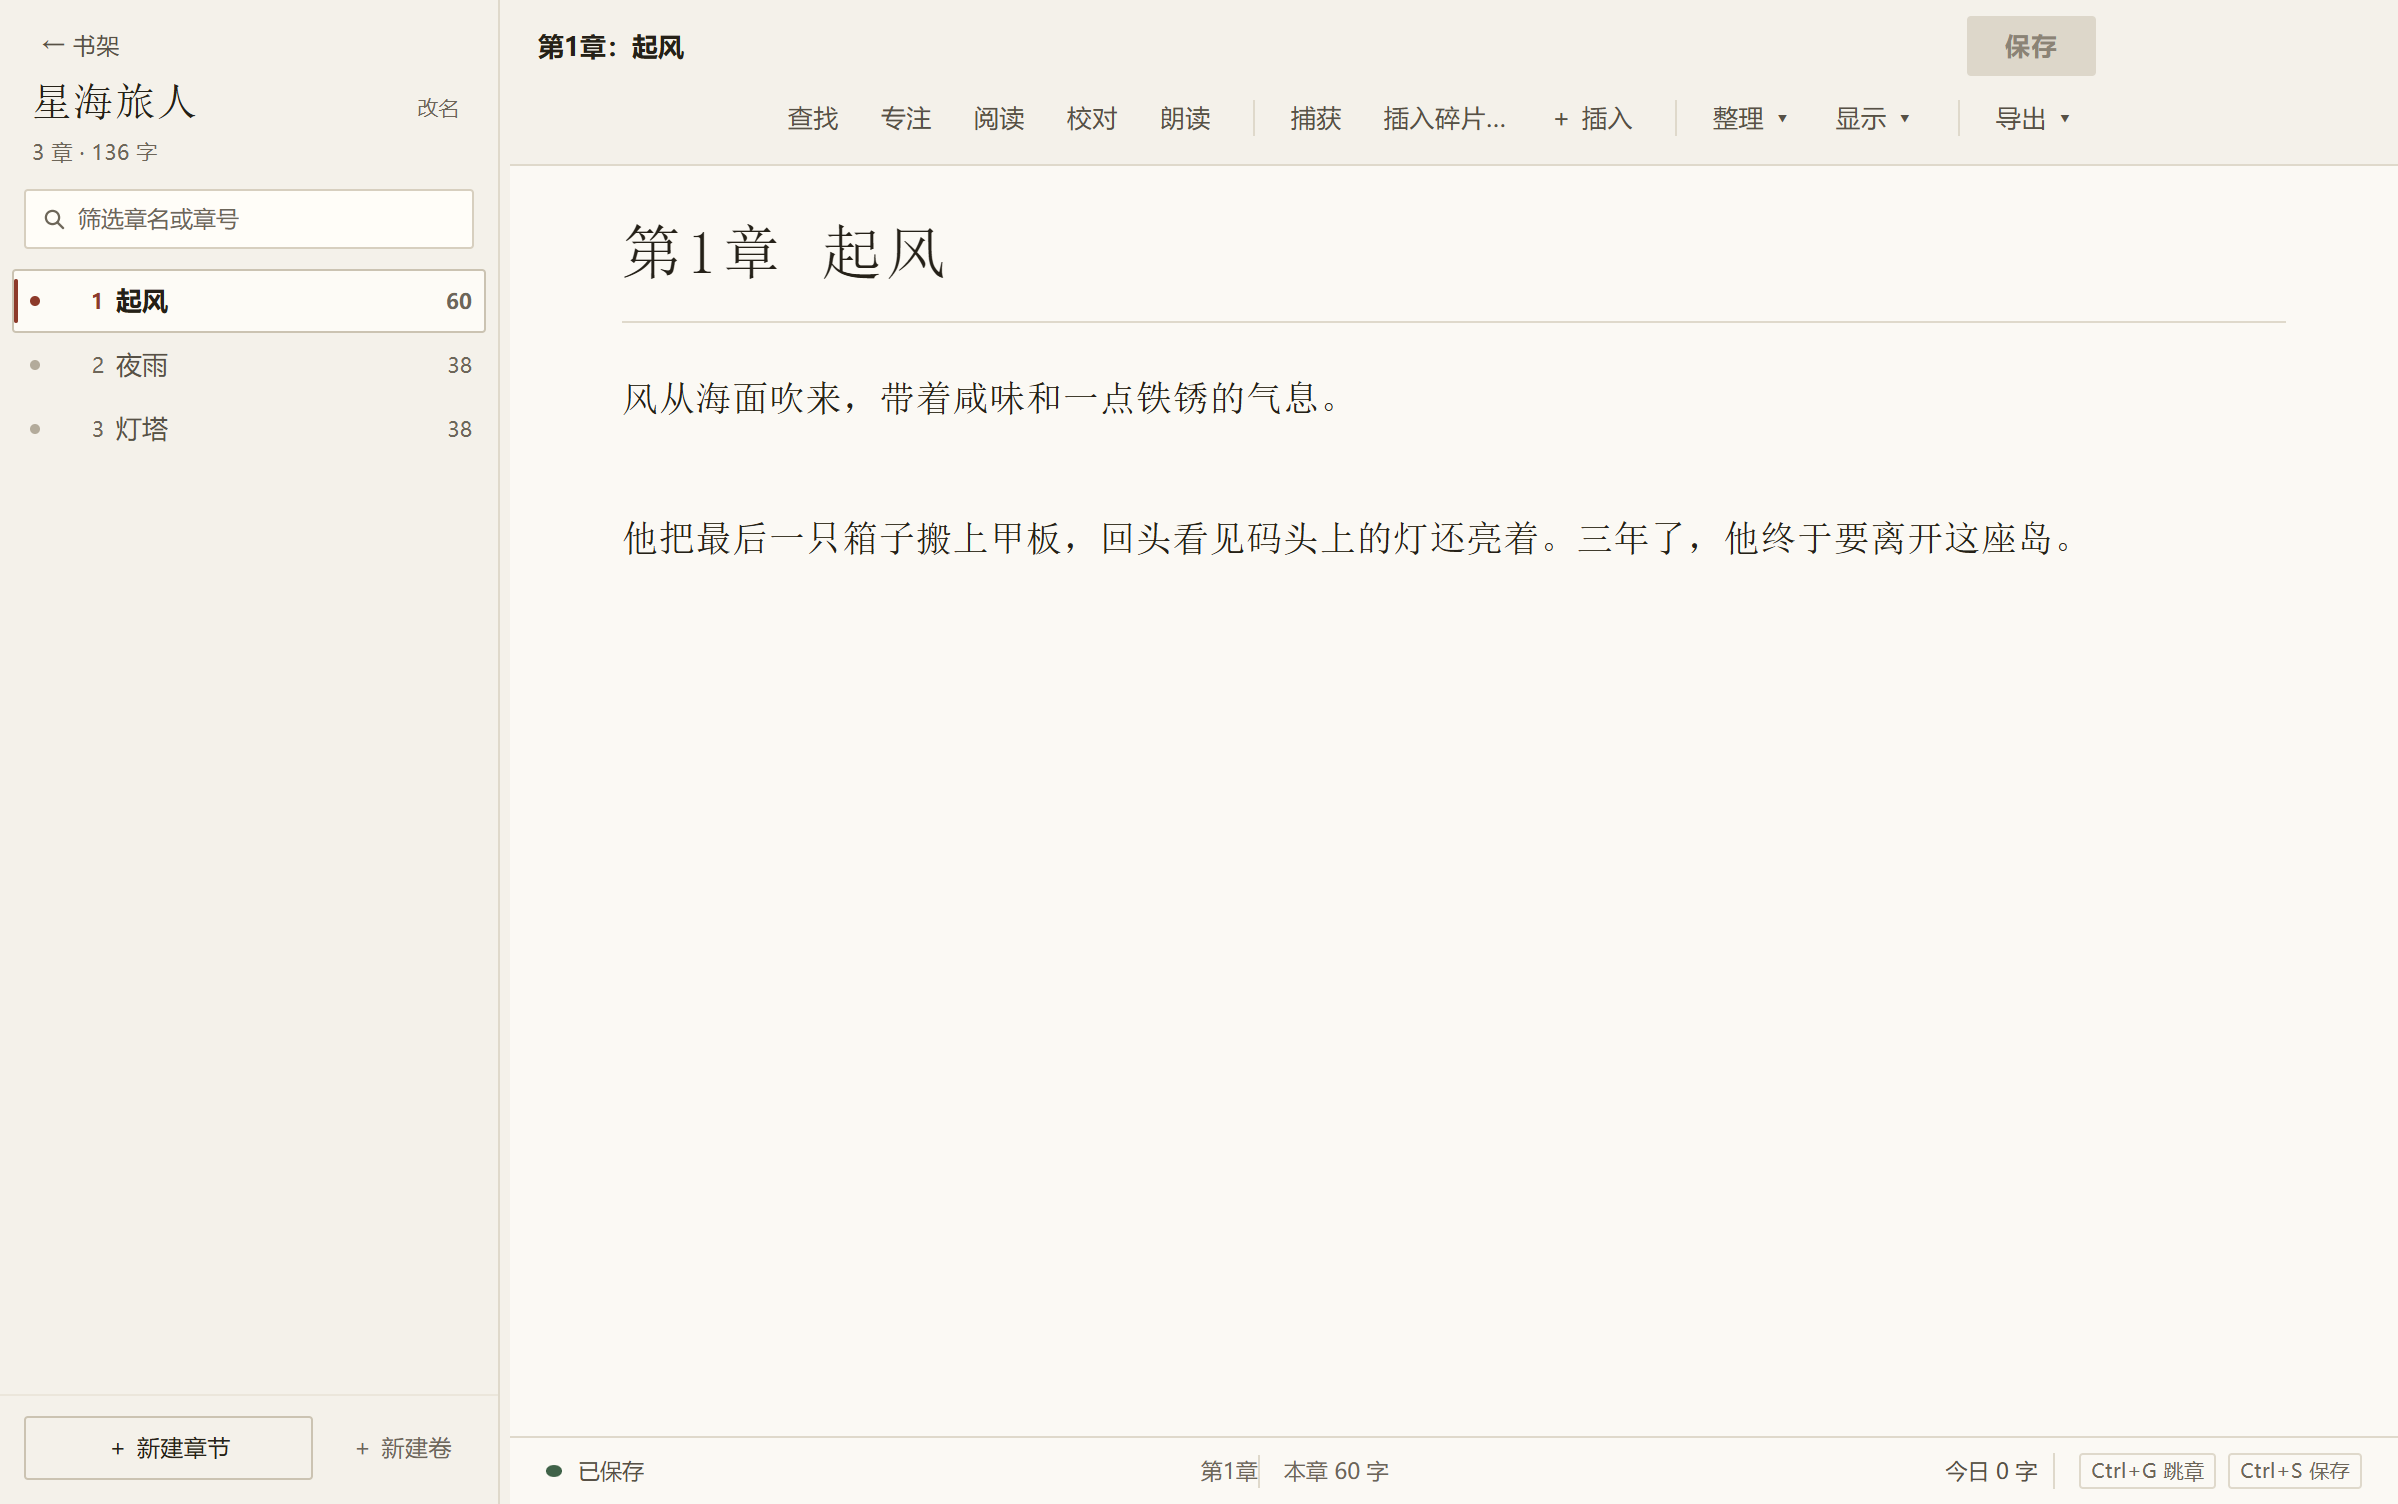 ← 书架
星海旅人
改名
3 章 · 136 字
筛选章名或章号
1 起风 60
2 夜雨 38
3 灯塔 38
+ 新建章节
+ 新建卷
第1章：起风
保存
查找 专注 阅读 校对 朗读 捕获 插入碎片... + 插入 整理 ▾ 显示 ▾ 导出 ▾
第1章 起风
风从海面吹来，带着咸味和一点铁锈的气息。
他把最后一只箱子搬上甲板，回头看见码头上的灯还亮着。三年了，他终于要离开这座岛。
已保存
第1章 本章 60 字
今日 0 字
Ctrl+G 跳章
Ctrl+S 保存